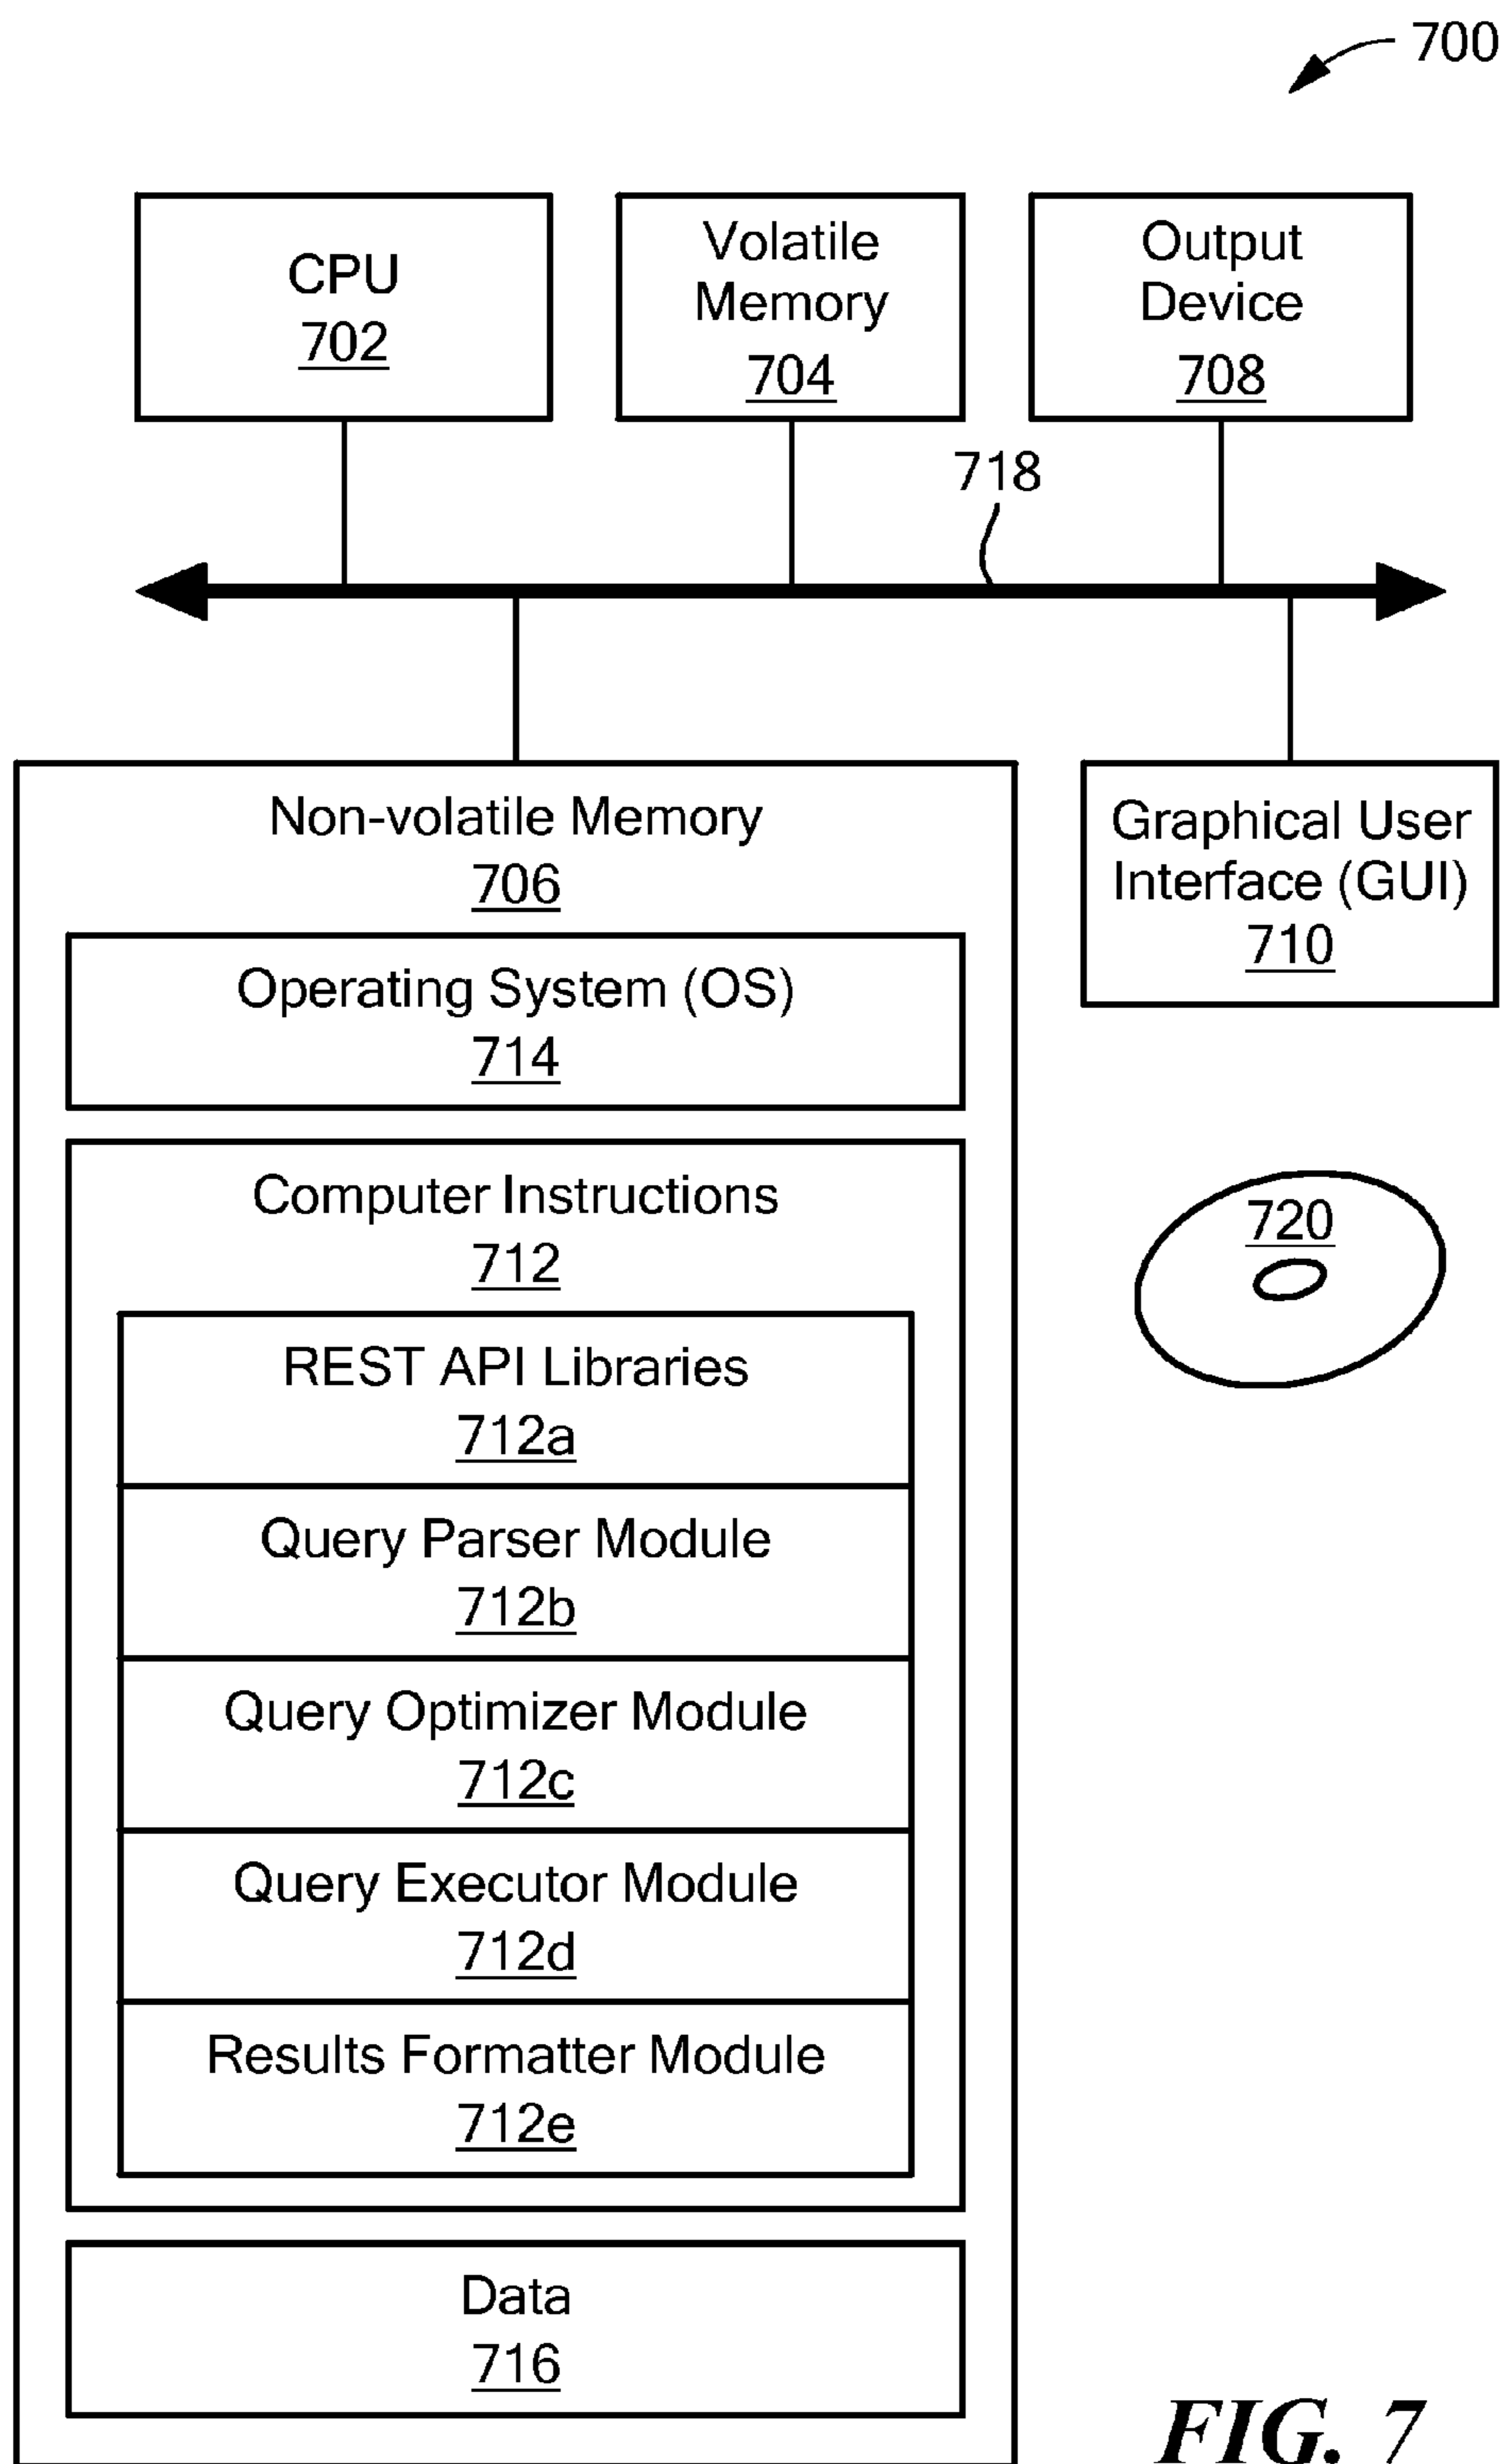 700
CPU
702
Volatile
Memory
704
Output
Device
708
718
Non-volatile Memory
706
Graphical User
Interface (GUI)
710
Operating System (OS)
714
Computer Instructions
712
720
REST API Libraries
712a
Query Parser Module
712b
Query Optimizer Module
712c
Query Executor Module
712d
Results Formatter Module
712e
Data
716
FIG. 7